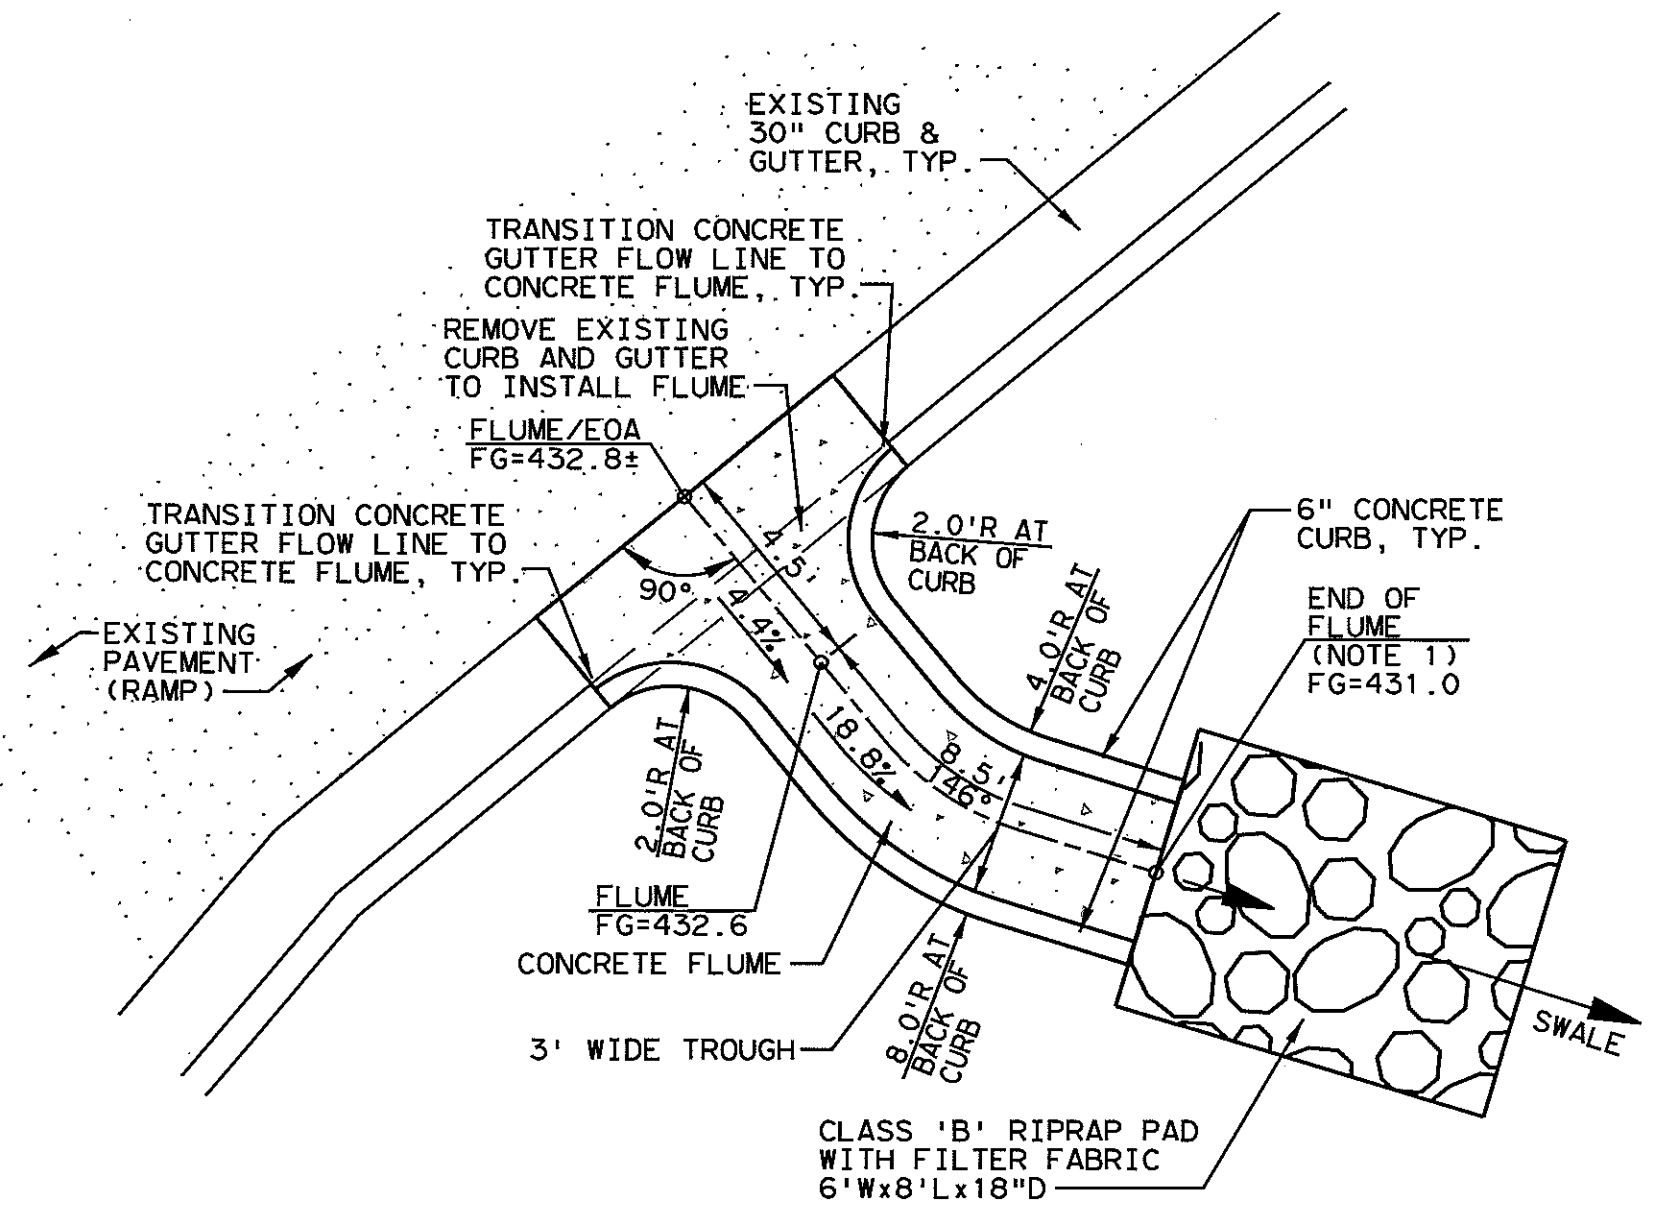 EXISTING
30" CURB &
GUTTER, TYP.
TRANSITION CONCRETE
GUTTER FLOW LINE TO
CONCRETE FLUME, TYP.
REMOVE EXISTING
CURB AND GUTTER
TO INSTALL FLUME
FLUME/EOA
FG=432.8±
TRANSITION CONCRETE
GUTTER FLOW LINE TO
CONCRETE FLUME, TYP.
EXISTING
PAVEMENT
(RAMP)
90°
4.5'
4.4%
2.0'R AT
BACK OF
CURB
4.0'R AT
BACK OF
CURB
6" CONCRETE
CURB, TYP.
END OF
FLUME
(NOTE 1)
FG=431.0
18.8%
8.5'
146°
2.0'R AT
BACK OF
CURB
FLUME
FG=432.6
CONCRETE FLUME
3' WIDE TROUGH
8.0'R AT
BACK OF
CURB
SWALE
CLASS 'B' RIPRAP PAD
WITH FILTER FABRIC
6'Wx8'Lx18"D